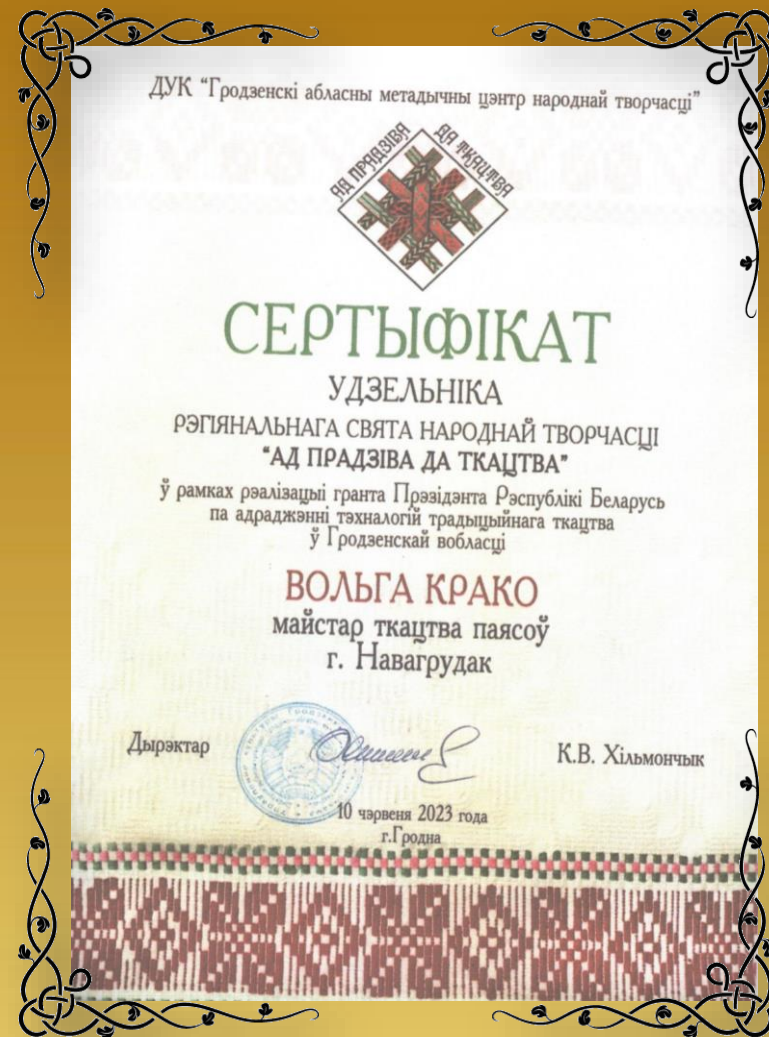 ДУК "Гродзенскі абласны метадычны цэнтр народнай творчасці"
АД ПРАДЗІВА ДА ТКАЦТВА
СЕРТЫФІКАТ
УДЗЕЛЬНІКА
РЭГІЯНАЛЬНАГА СВЯТА НАРОДНАЙ ТВОРЧАСЦІ
"АД ПРАДЗІВА ДА ТКАЦТВА"
ў рамках рэалізацыі гранта Прэзідэнта Рэспублікі Беларусь
па адраджэнні тэхналогій традыцыйнага ткацтва
ў Гродзенскай вобласці
ВОЛЬГА КРАКО
майстар ткацтва паясоў
г. Навагрудак
Дырэктар
К.В. Хільмончык
10 чэрвеня 2023 года
г.Гродна